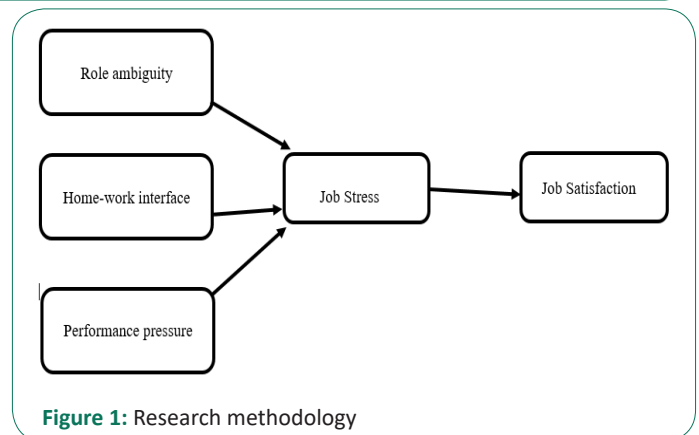 Role ambiguity
Home-work interface
Job Stress
Job Satisfaction
Performance pressure
Figure 1: Research methodology